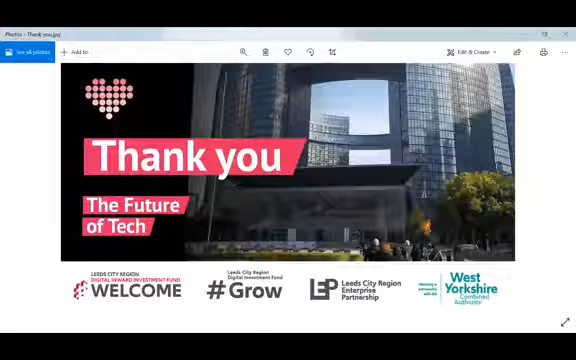 Photos - Thank you.jpg
See all photos
Add to
Edit & Create
Thank you
The Future
of Tech
LEEDS CITY REGION
DIGITAL INWARD INVESTMENT FUND
#WELCOME
Leeds City Region
Digital Investment Fund
#Grow
LEP
Leeds City Region
Enterprise
Partnership
West
Yorkshire
Combined
Authority